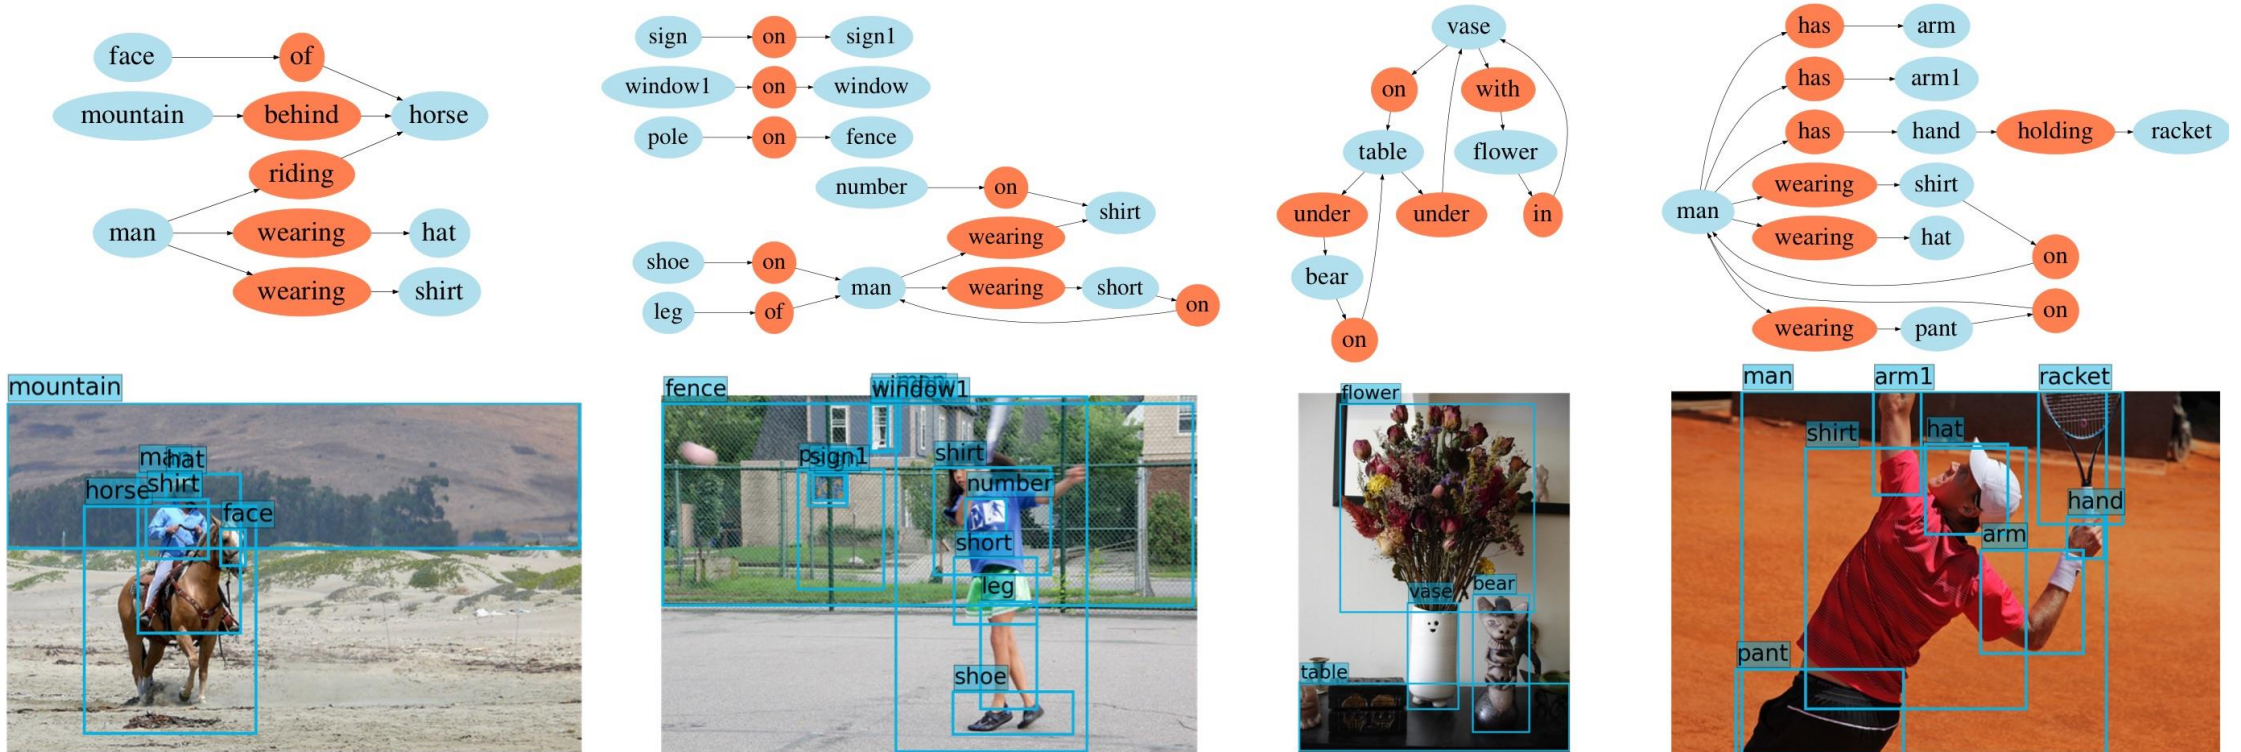 face of
mountain behind horse
riding
man wearing hat
wearing shirt
sign on sign1
window1 on window
pole on fence
number on
shirt
wearing
shoe on
man wearing short
leg of on
vase
on with
table flower
under under in
bear
on
has arm
has arm1
has hand holding racket
wearing shirt
man
wearing hat
on
on
wearing pant
mountain
hat
shirt
horse
face
fence
window1
sign1
shirt
number
short
leg
shoe
flower
vase bear
table
man arm1 racket
shirt hat
hand
arm
pant